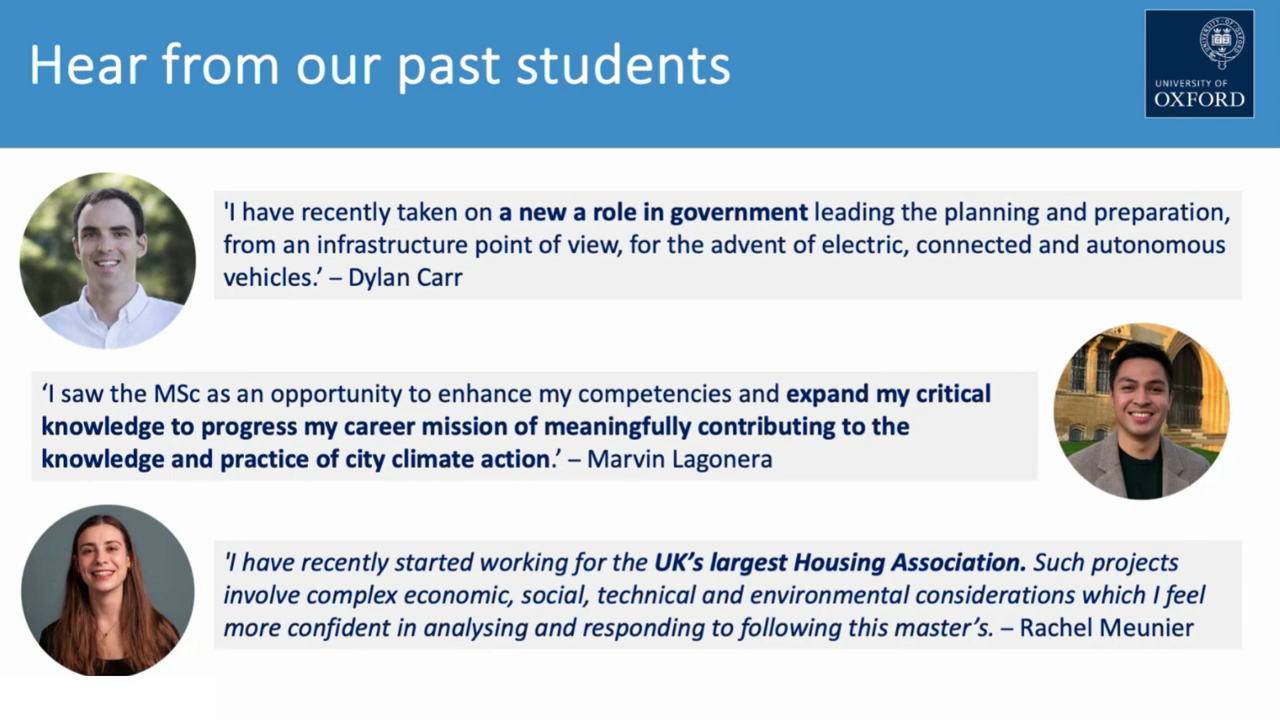 Hear from our past students
UNIVERSITY OF
OXFORD
'I have recently taken on a new a role in government leading the planning and preparation,
from an infrastructure point of view, for the advent of electric, connected and autonomous
vehicles.’ – Dylan Carr
‘I saw the MSc as an opportunity to enhance my competencies and expand my critical
knowledge to progress my career mission of meaningfully contributing to the
knowledge and practice of city climate action.’ – Marvin Lagonera
'I have recently started working for the UK’s largest Housing Association. Such projects
involve complex economic, social, technical and environmental considerations which I feel
more confident in analysing and responding to following this master’s. – Rachel Meunier